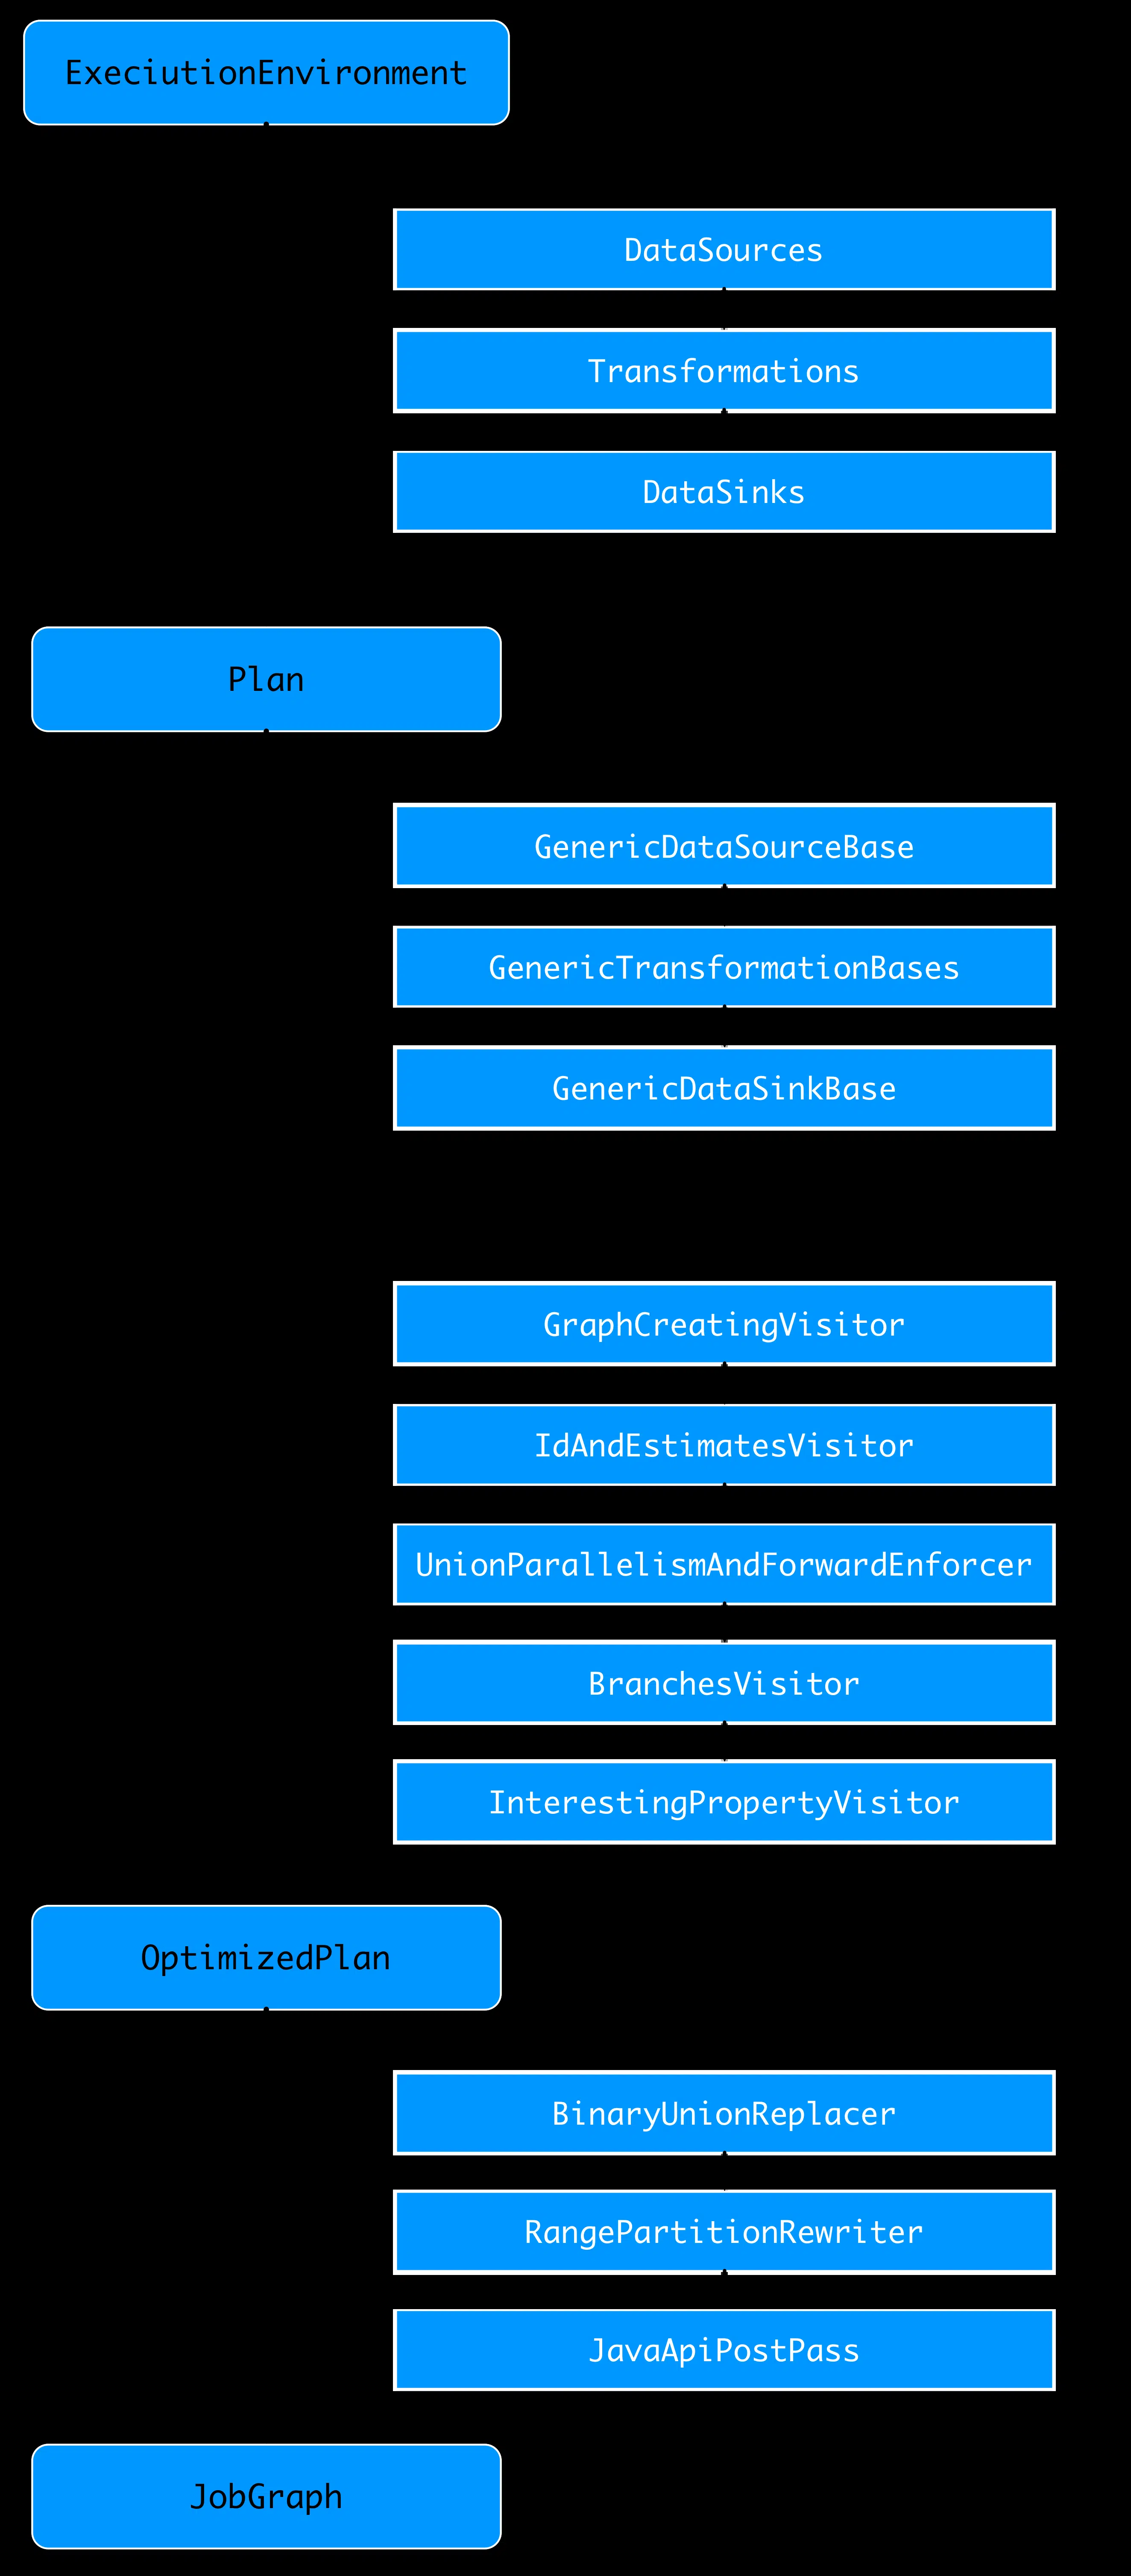 ExeciutionEnvironment
DataSources
Transformations
DataSinks
Plan
GenericDataSourceBase
GenericTransformationBases
GenericDataSinkBase
GraphCreatingVisitor
IdAndEstimatesVisitor
UnionParallelismAndForwardEnforcer
BranchesVisitor
InterestingPropertyVisitor
OptimizedPlan
BinaryUnionReplacer
RangePartitionRewriter
JavaApiPostPass
JobGraph